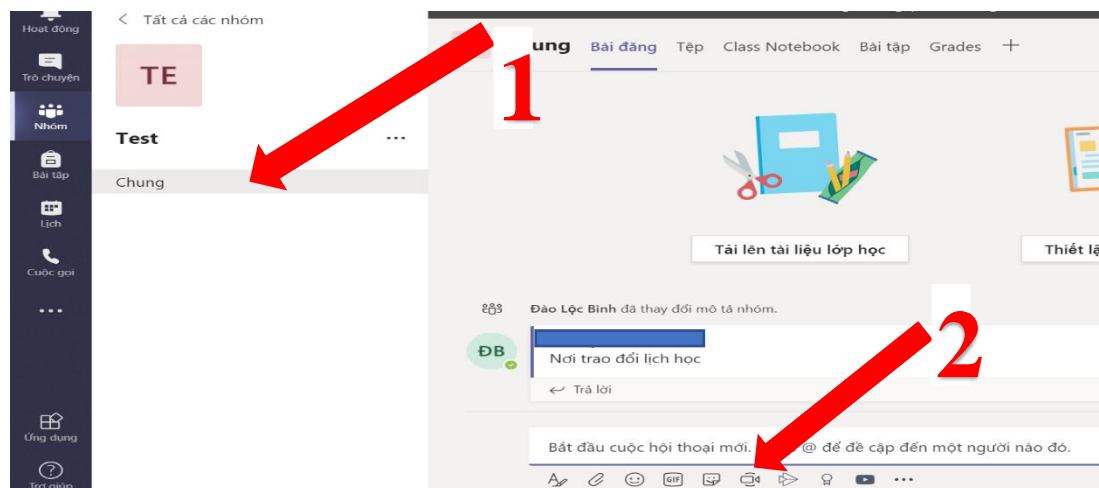 Hoạt động
Trò chuyện
Nhóm
Bài tập
Lịch
Cuộc gọi
Ứng dụng
Trợ giúp
Tất cả các nhóm
TE
Test
Chung
1
ung Bài đăng Tệp Class Notebook Bài tập Grades
Tải lên tài liệu lớp học
Thiết lậ
Đào Lộc Bình đã thay đổi mô tả nhóm.
2
ĐB
Nơi trao đổi lịch học
Trả lời
Bắt đầu cuộc hội thoại mới. @ để đề cập đến một người nào đó.
GIF